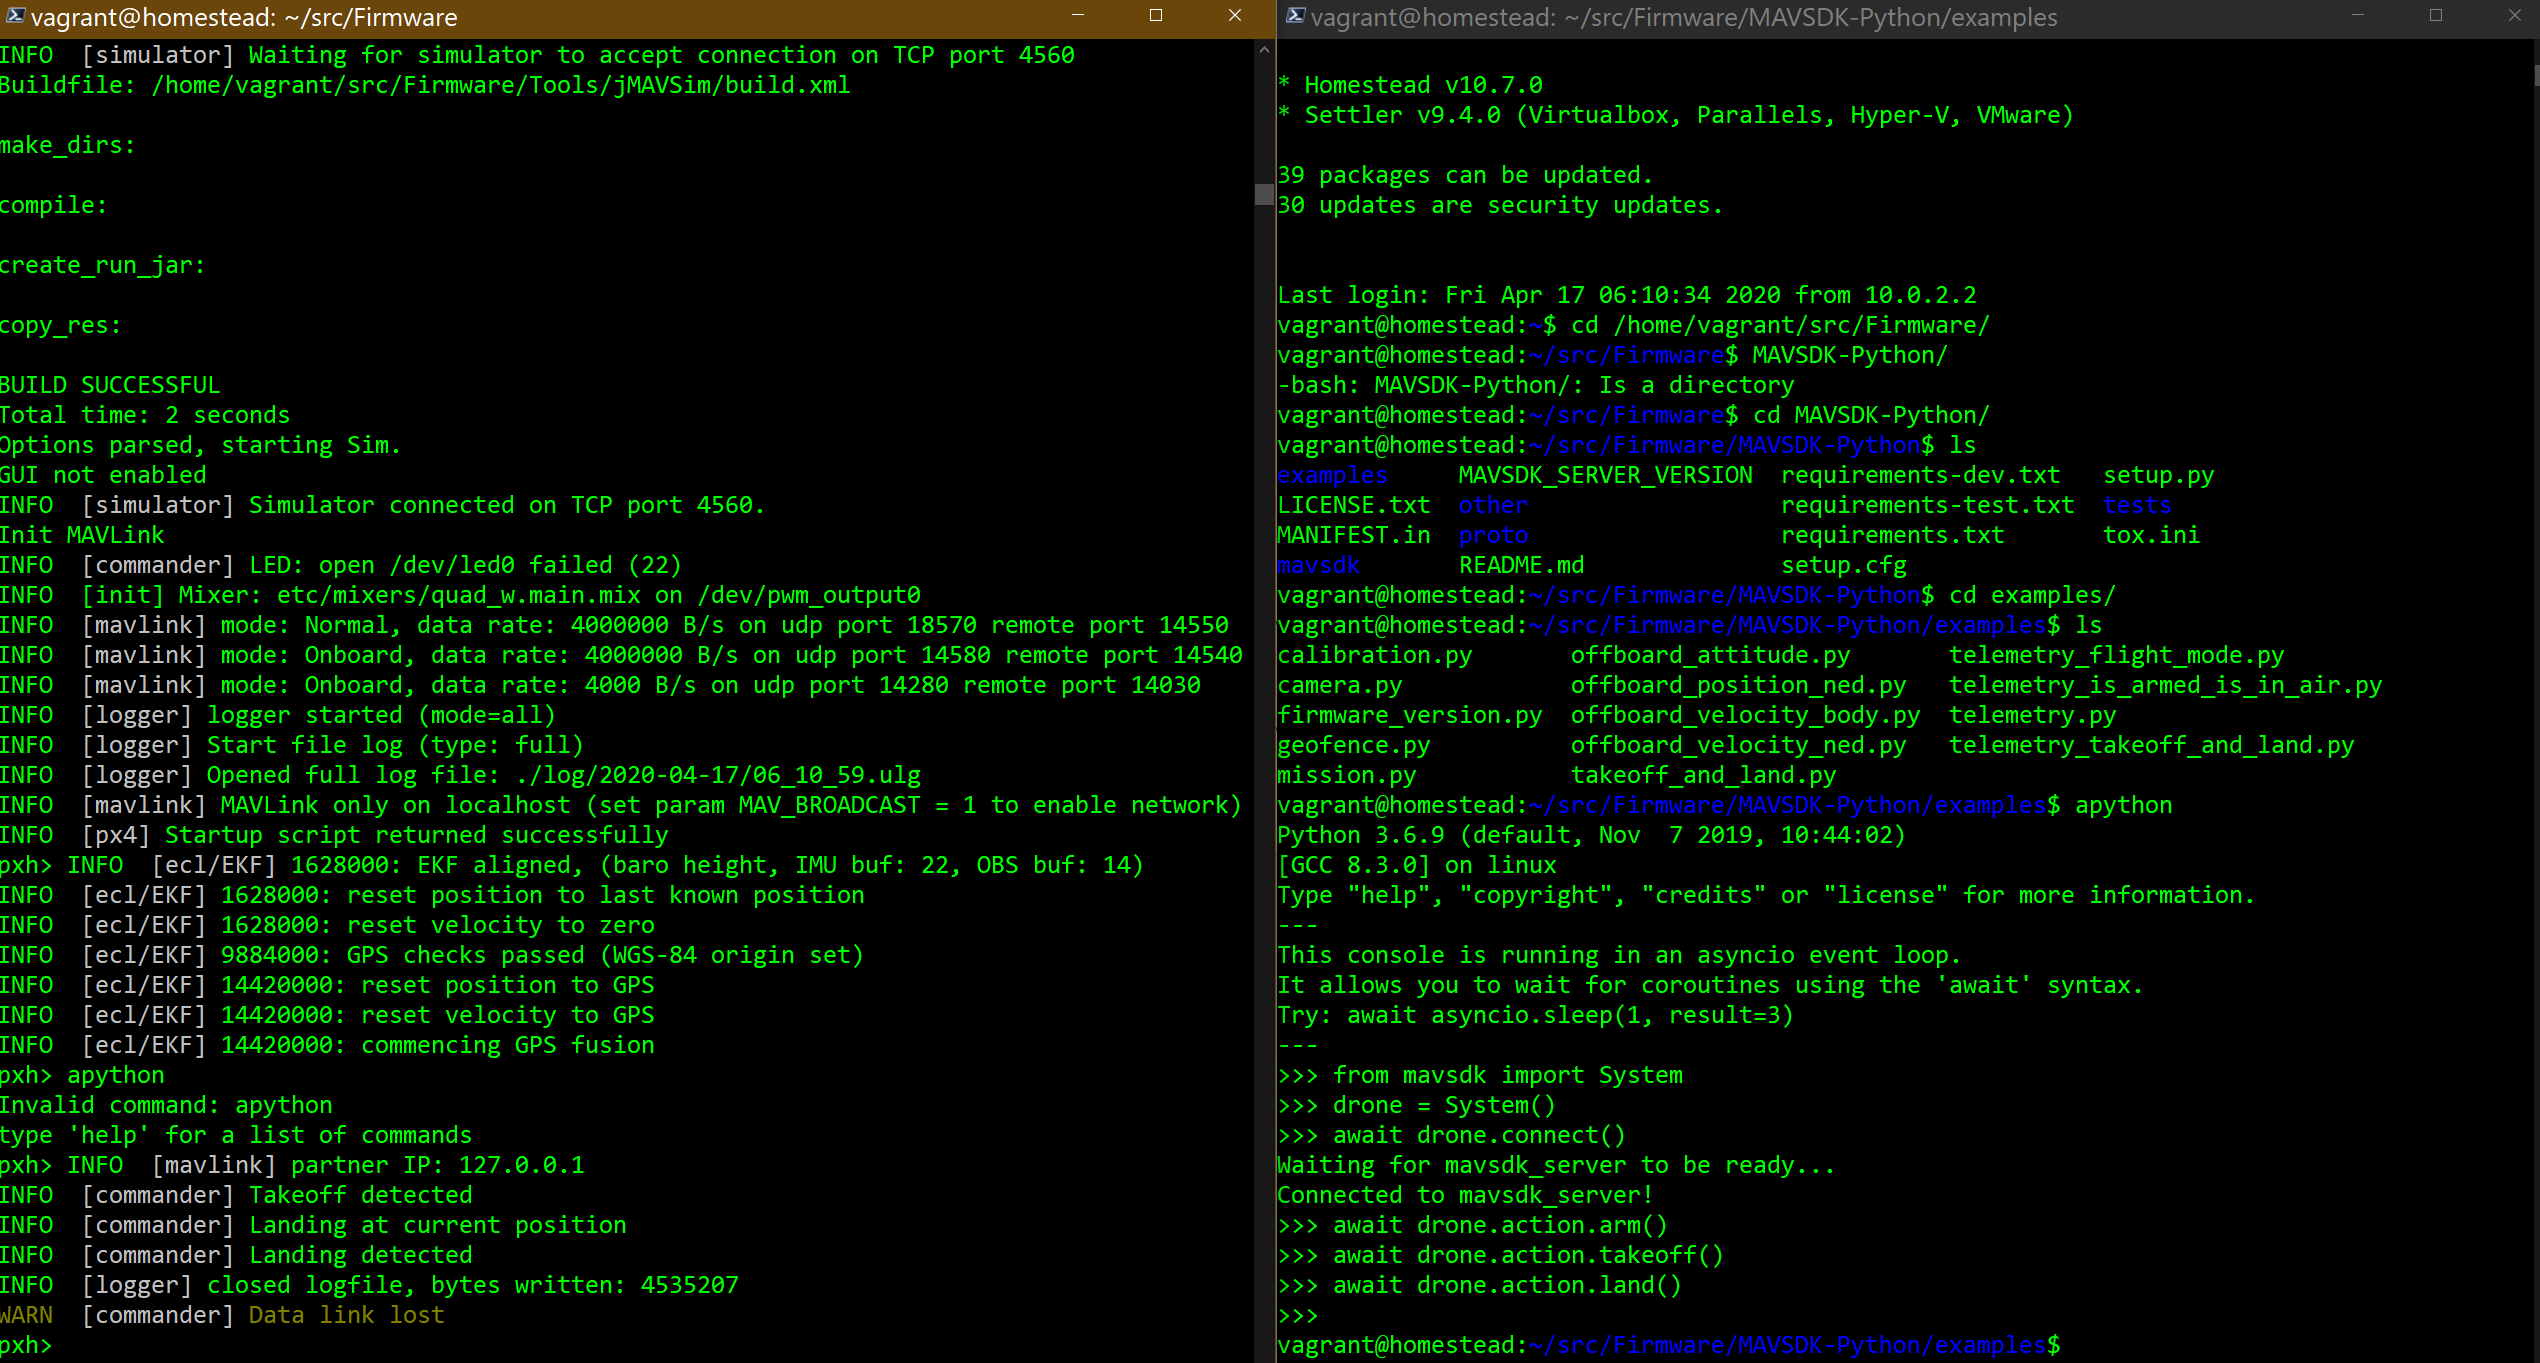 vagrant@homestead: ~/src/Firmware
INFO  [simulator] Waiting for simulator to accept connection on TCP port 4560
Buildfile: /home/vagrant/src/Firmware/Tools/jMAVSim/build.xml
make_dirs:
compile:
create_run_jar:
copy_res:
BUILD SUCCESSFUL
Total time: 2 seconds
Options parsed, starting Sim.
GUI not enabled
INFO  [simulator] Simulator connected on TCP port 4560.
Init MAVLink
INFO  [commander] LED: open /dev/led0 failed (22)
INFO  [init] Mixer: etc/mixers/quad_w.main.mix on /dev/pwm_output0
INFO  [mavlink] mode: Normal, data rate: 4000000 B/s on udp port 18570 remote port 14550
INFO  [mavlink] mode: Onboard, data rate: 4000000 B/s on udp port 14580 remote port 14540
INFO  [mavlink] mode: Onboard, data rate: 4000 B/s on udp port 14280 remote port 14030
INFO  [logger] logger started (mode=all)
INFO  [logger] Start file log (type: full)
INFO  [logger] Opened full log file: ./log/2020-04-17/06_10_59.ulg
INFO  [mavlink] MAVLink only on localhost (set param MAV_BROADCAST = 1 to enable network)
INFO  [px4] Startup script returned successfully
pxh> INFO  [ecl/EKF] 1628000: EKF aligned, (baro height, IMU buf: 22, OBS buf: 14)
INFO  [ecl/EKF] 1628000: reset position to last known position
INFO  [ecl/EKF] 1628000: reset velocity to zero
INFO  [ecl/EKF] 9884000: GPS checks passed (WGS-84 origin set)
INFO  [ecl/EKF] 14420000: reset position to GPS
INFO  [ecl/EKF] 14420000: reset velocity to GPS
INFO  [ecl/EKF] 14420000: commencing GPS fusion
pxh> apython
Invalid command: apython
type 'help' for a list of commands
pxh> INFO  [mavlink] partner IP: 127.0.0.1
INFO  [commander] Takeoff detected
INFO  [commander] Landing at current position
INFO  [commander] Landing detected
INFO  [logger] closed logfile, bytes written: 4535207
WARN  [commander] Data link lost
pxh>
vagrant@homestead: ~/src/Firmware/MAVSDK-Python/examples
* Homestead v10.7.0
* Settler v9.4.0 (Virtualbox, Parallels, Hyper-V, VMware)
39 packages can be updated.
30 updates are security updates.
Last login: Fri Apr 17 06:10:34 2020 from 10.0.2.2
vagrant@homestead:~$ cd /home/vagrant/src/Firmware/
vagrant@homestead:~/src/Firmware$ MAVSDK-Python/
-bash: MAVSDK-Python/: Is a directory
vagrant@homestead:~/src/Firmware$ cd MAVSDK-Python/
vagrant@homestead:~/src/Firmware/MAVSDK-Python$ ls
examples     MAVSDK_SERVER_VERSION  requirements-dev.txt   setup.py
LICENSE.txt  other                  requirements-test.txt  tests
MANIFEST.in  proto                  requirements.txt       tox.ini
mavsdk       README.md              setup.cfg
vagrant@homestead:~/src/Firmware/MAVSDK-Python$ cd examples/
vagrant@homestead:~/src/Firmware/MAVSDK-Python/examples$ ls
calibration.py       offboard_attitude.py       telemetry_flight_mode.py
camera.py            offboard_position_ned.py   telemetry_is_armed_is_in_air.py
firmware_version.py  offboard_velocity_body.py  telemetry.py
geofence.py          offboard_velocity_ned.py   telemetry_takeoff_and_land.py
mission.py           takeoff_and_land.py
vagrant@homestead:~/src/Firmware/MAVSDK-Python/examples$ apython
Python 3.6.9 (default, Nov  7 2019, 10:44:02)
[GCC 8.3.0] on linux
Type "help", "copyright", "credits" or "license" for more information.
---
This console is running in an asyncio event loop.
It allows you to wait for coroutines using the 'await' syntax.
Try: await asyncio.sleep(1, result=3)
---
>>> from mavsdk import System
>>> drone = System()
>>> await drone.connect()
Waiting for mavsdk_server to be ready...
Connected to mavsdk_server!
>>> await drone.action.arm()
>>> await drone.action.takeoff()
>>> await drone.action.land()
>>>
vagrant@homestead:~/src/Firmware/MAVSDK-Python/examples$